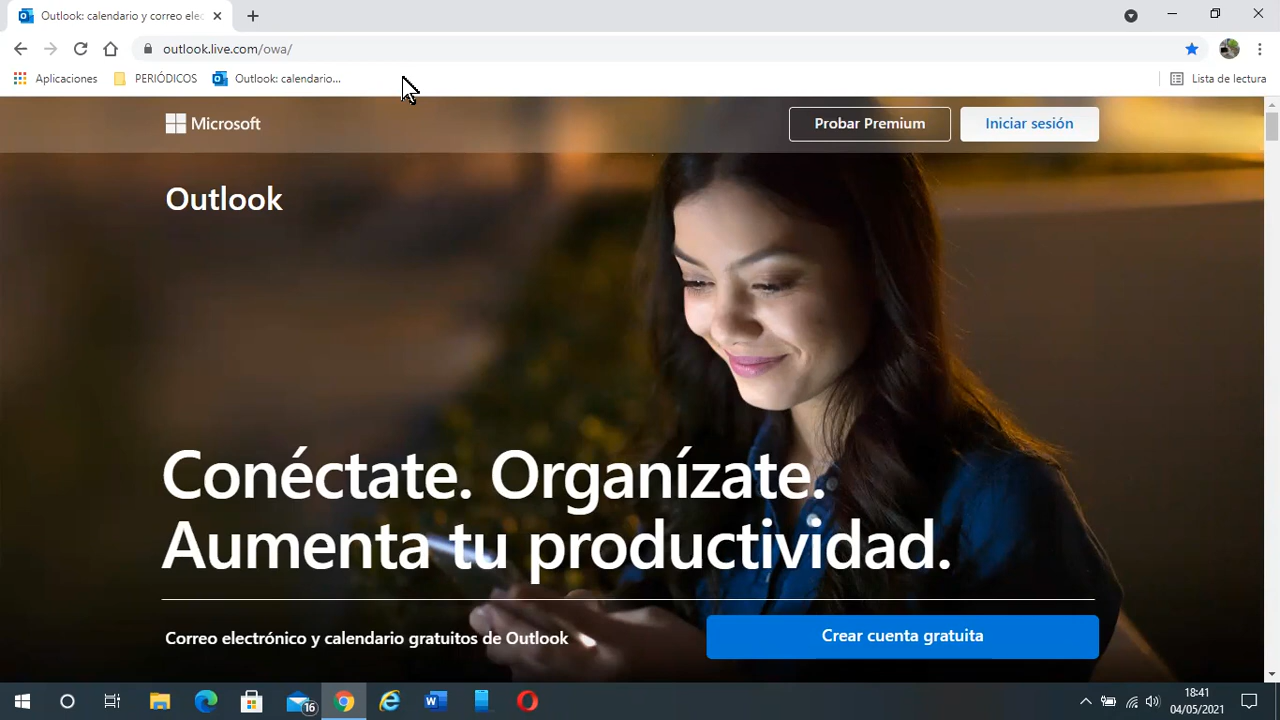 Outlook: calendario y correo elec
outlook.live.com/owa/
Aplicaciones
PERIÓDICOS
Outlook: calendario...
Lista de lectura
Microsoft
Probar Premium
Iniciar sesión
Outlook
Conéctate. Organízate.
Aumenta tu productividad.
Correo electrónico y calendario gratuitos de Outlook
Crear cuenta gratuita
16
18:41
04/05/2021